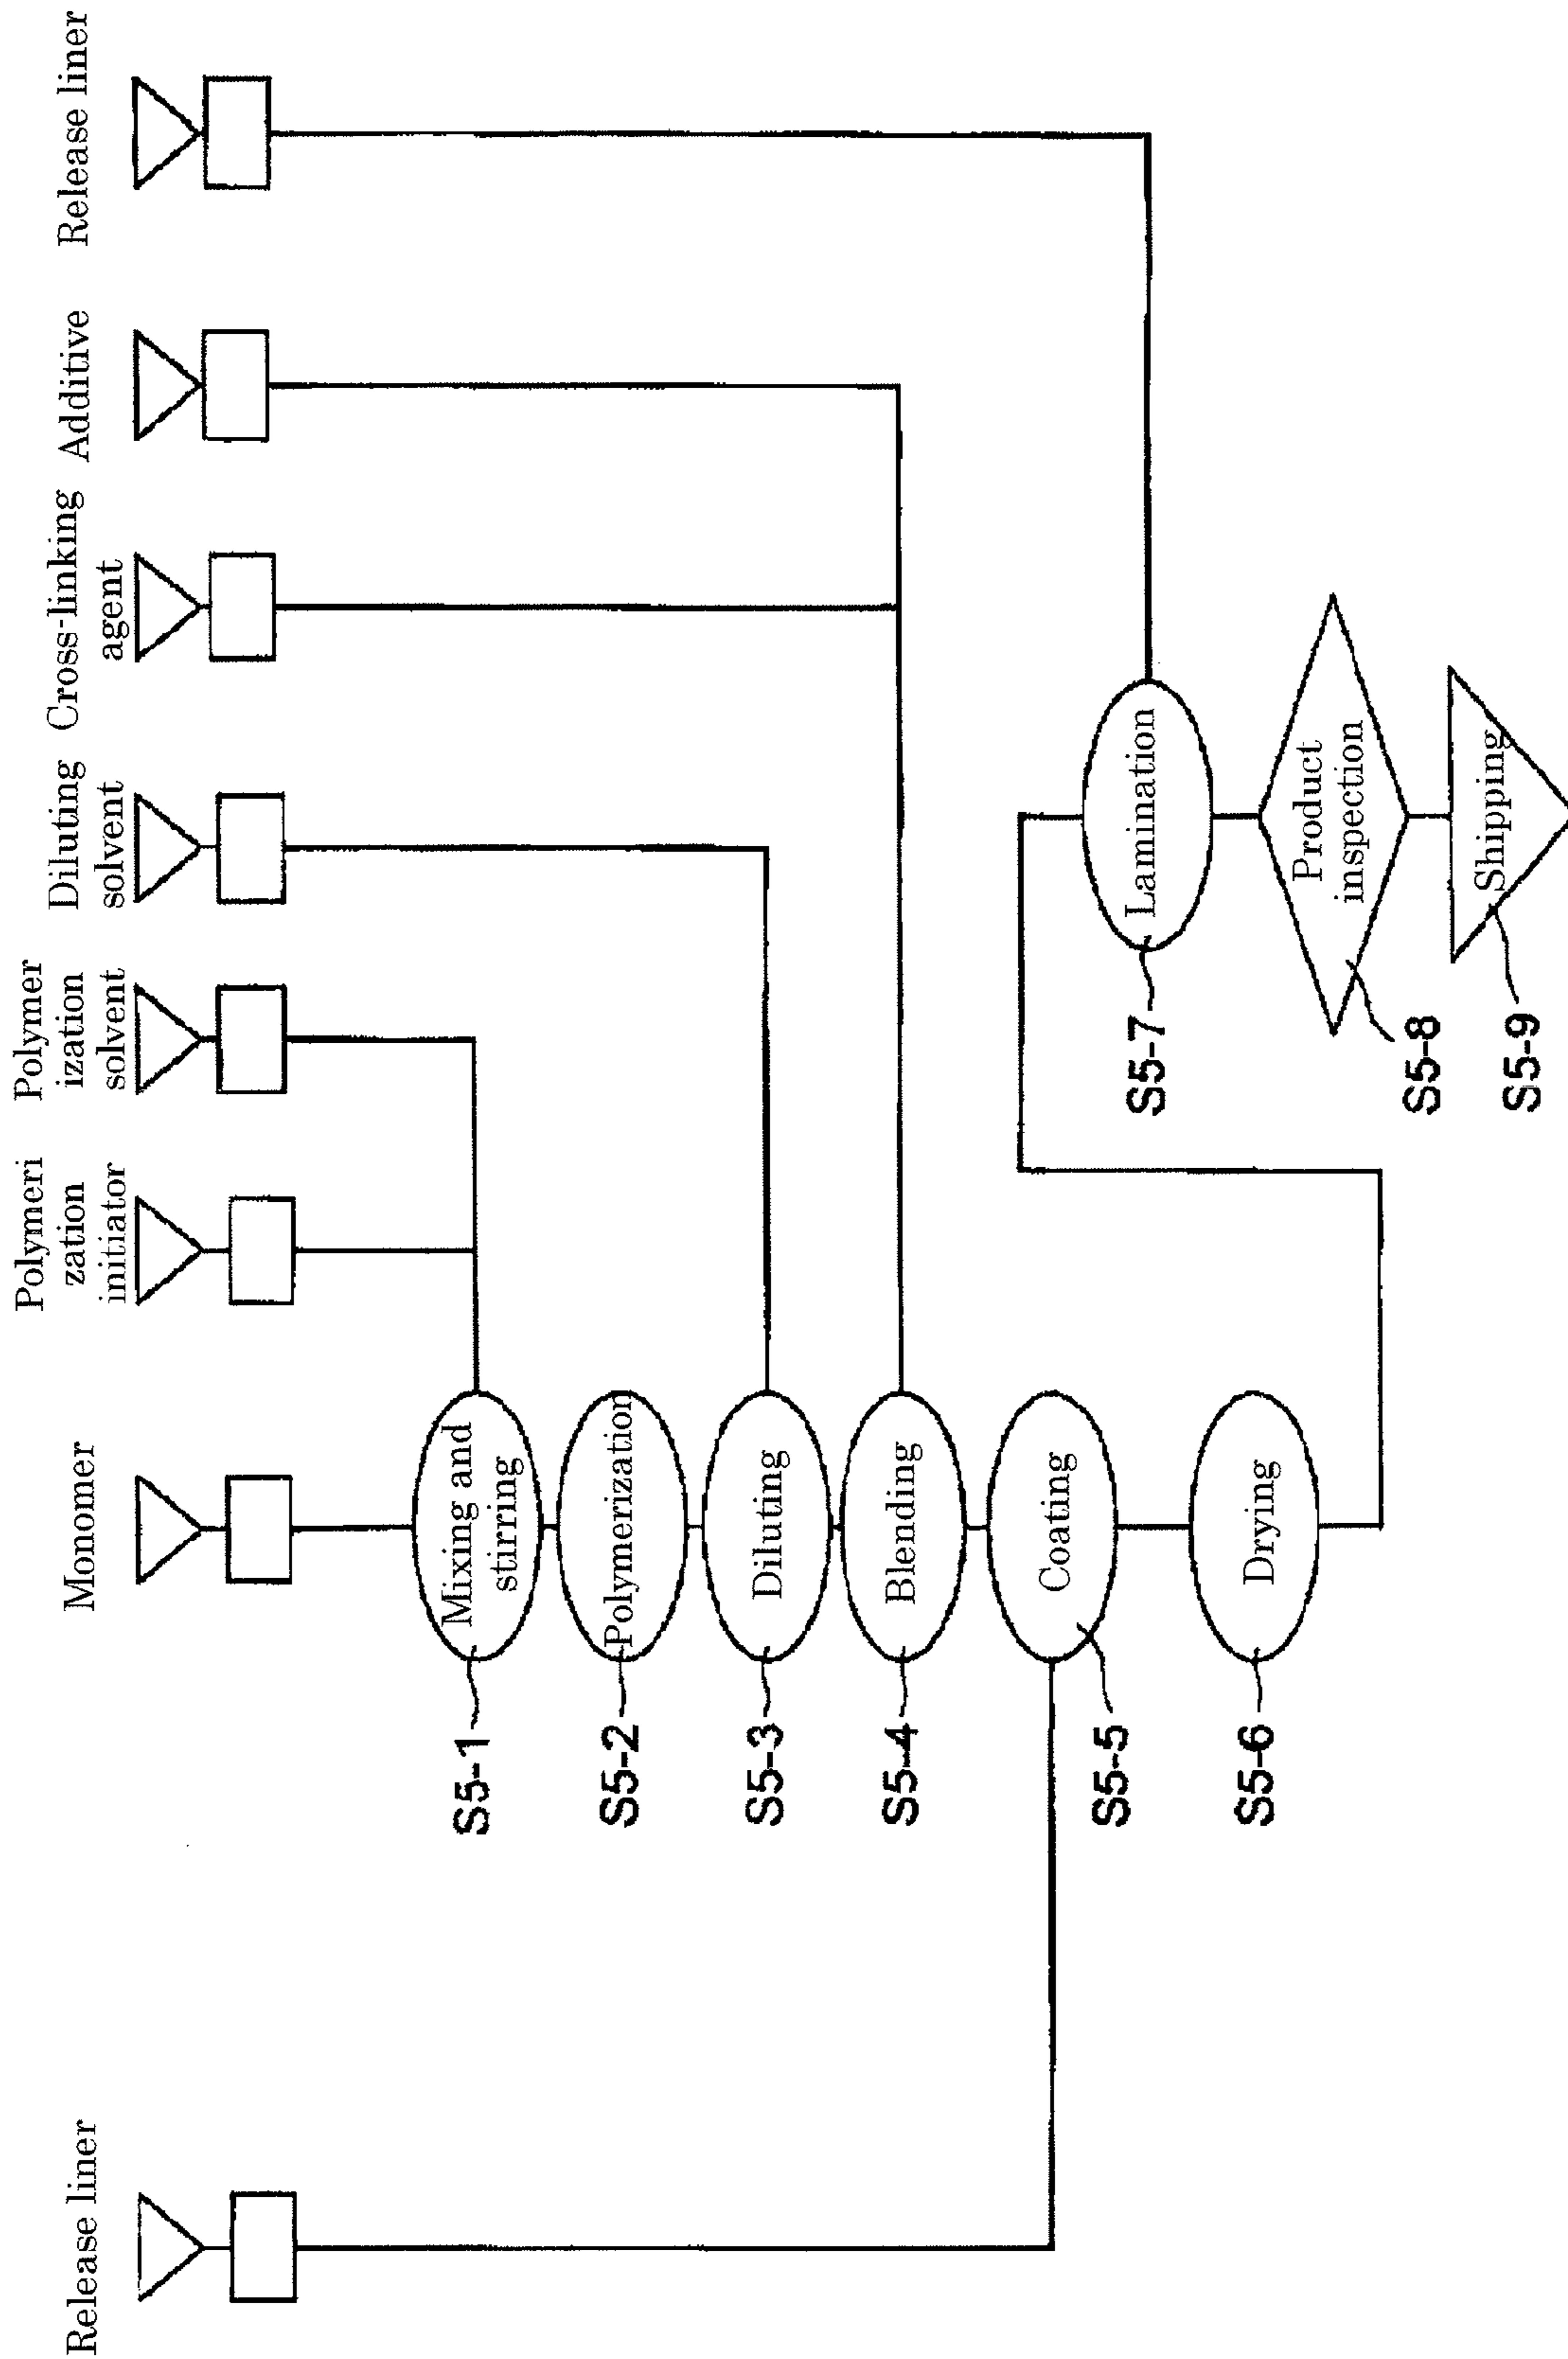 Release liner
Monomer
Polymeri
zation
initiator
Polymer
ization
solvent
Diluting
solvent
Cross-linking
agent
Additive
Release liner
S5-1
Mixing and
stirring
S5-2
Polymerization
S5-3
Diluting
S5-4
Blending
S5-5
Coating
S5-6
Drying
S5-7
Lamination
S5-8
Product
inspection
S5-9
Shipping